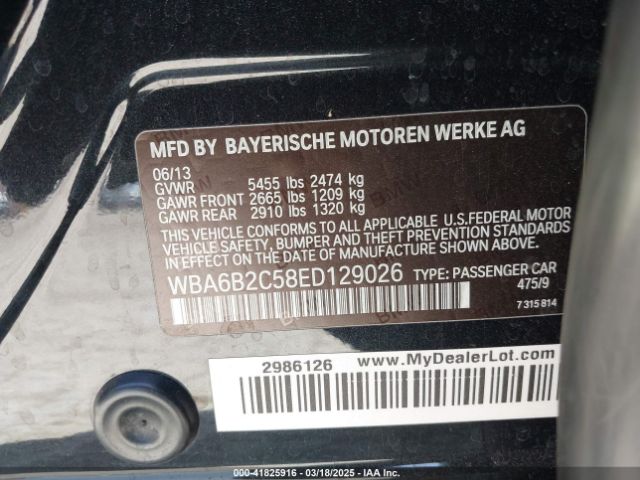 MFD BY BAYERISCHE MOTOREN WERKE AG
06/13
GVWR 5455 lbs 2474 kg
GAWR FRONT 2665 lbs 1209 kg
GAWR REAR 2910 lbs 1320 kg
THIS VEHICLE CONFORMS TO ALL APPLICABLE U.S.FEDERAL MOTOR
VEHICLE SAFETY, BUMPER AND THEFT PREVENTION
STANDARDS IN EFFECT ON THE DATE OF MANUFACTURE SHOWN ABOVE.
WBA6B2C58ED129026 TYPE: PASSENGER CAR
475/9
7315814
2986126 www.MyDealerLot.com
000-41825916 — 03/18/2025 — IAA Inc.